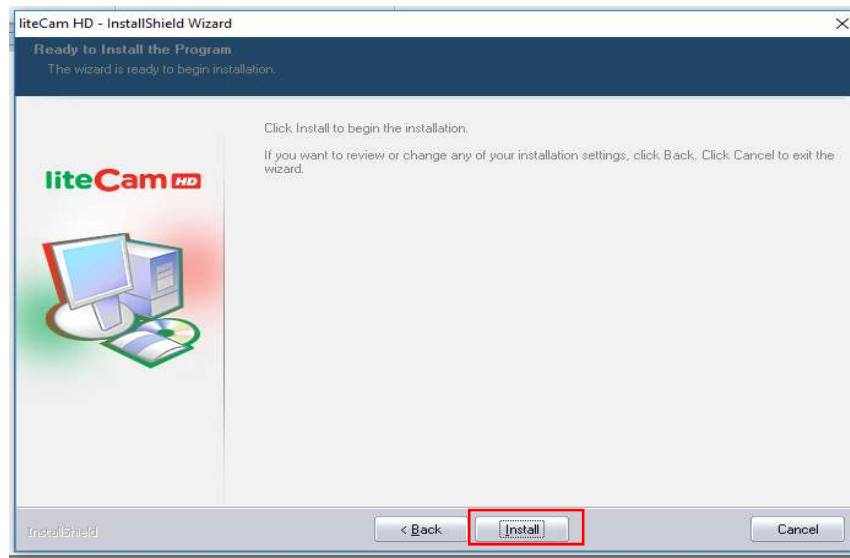 liteCam HD - InstallShield Wizard
Ready to Install the Program
The wizard is ready to begin installation.
Click Install to begin the installation.
If you want to review or change any of your installation settings, click Back. Click Cancel to exit the
wizard.
liteCam HD
InstallShield
< Back
Install
Cancel